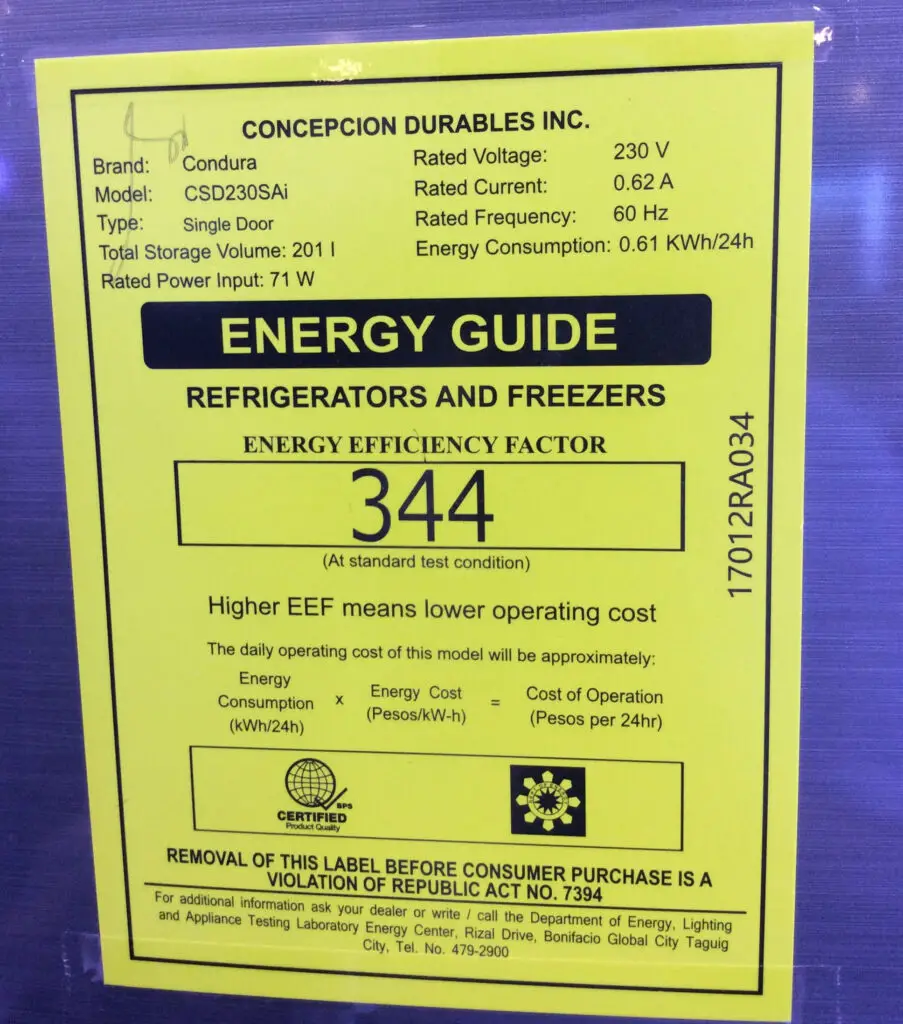 CONCEPCION DURABLES INC.
Brand: Condura
Model: CSD230SAi
Type: Single Door
Total Storage Volume: 201 l
Rated Power Input: 71 W
Rated Voltage: 230 V
Rated Current: 0.62 A
Rated Frequency: 60 Hz
Energy Consumption: 0.61 KWh/24h
ENERGY GUIDE
REFRIGERATORS AND FREEZERS
ENERGY EFFICIENCY FACTOR
344
(At standard test condition)
17012RA034
Higher EEF means lower operating cost
The daily operating cost of this model will be approximately:
Energy
Consumption
(kWh/24h)
x
Energy Cost
(Pesos/kW-h)
=
Cost of Operation
(Pesos per 24hr)
BPS
CERTIFIED
Product Quality
REMOVAL OF THIS LABEL BEFORE CONSUMER PURCHASE IS A
VIOLATION OF REPUBLIC ACT NO. 7394
For additional information ask your dealer or write / call the Department of Energy, Lighting
and Appliance Testing Laboratory Energy Center, Rizal Drive, Bonifacio Global City Taguig
City, Tel. No. 479-2900